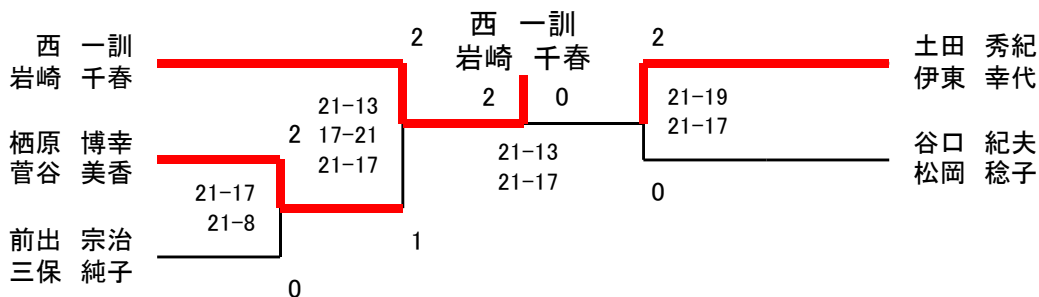 西 一訓
岩崎 千春
2
2
西 一訓
岩崎 千春
土田 秀紀
伊東 幸代
2
0
21-13
17-21
21-17
21-19
21-17
栖原 博幸
菅谷 美香
2
谷口 紀夫
松岡 稔子
21-13
21-17
21-17
21-8
0
前出 宗治
三保 純子
1
0